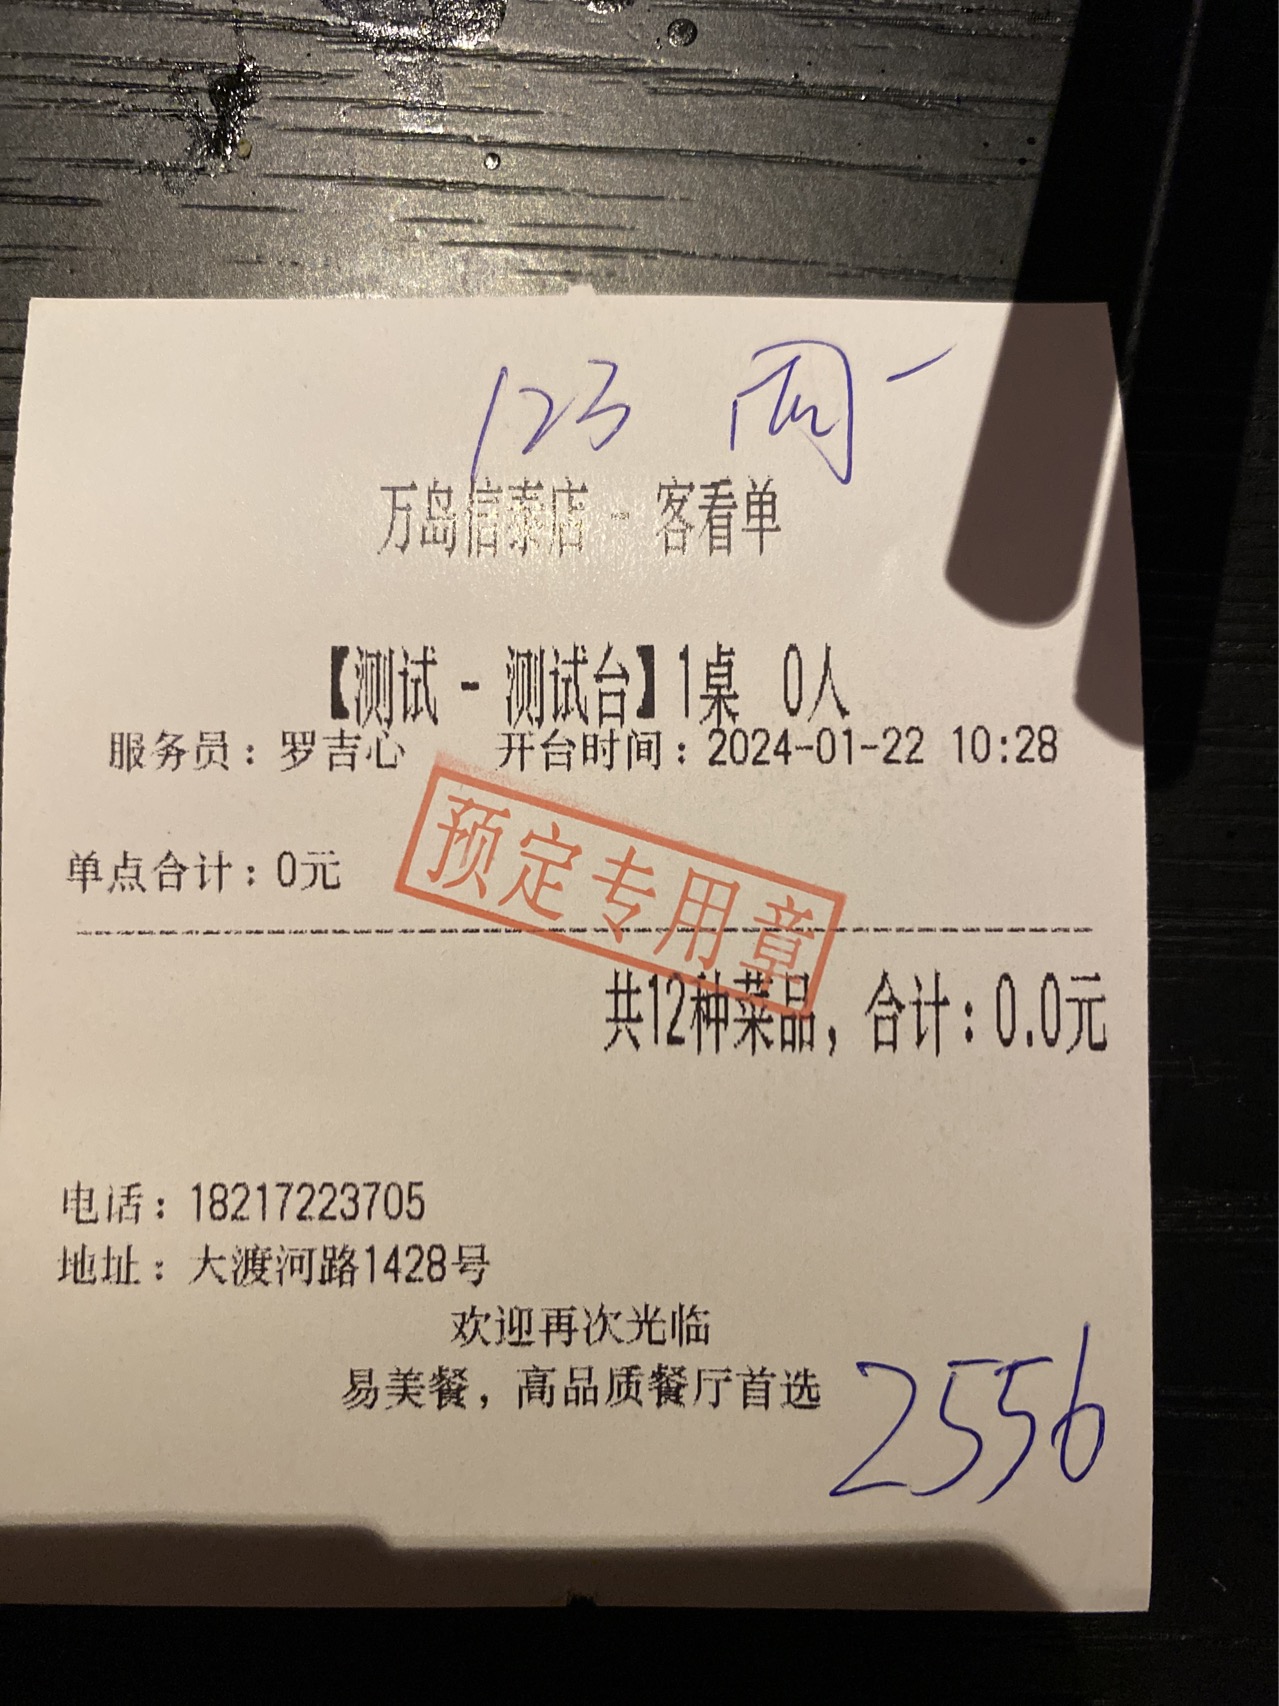 123 周一
万岛信泰店 - 客看单
【测试 - 测试台】1桌 0人
服务员：罗吉心 开台时间：2024-01-22 10:28
预定专用章
单点合计：0元
共12种菜品，合计：0.0元
电话：18217223705
地址：大渡河路1428号
欢迎再次光临
易美餐，高品质餐厅首选
2556